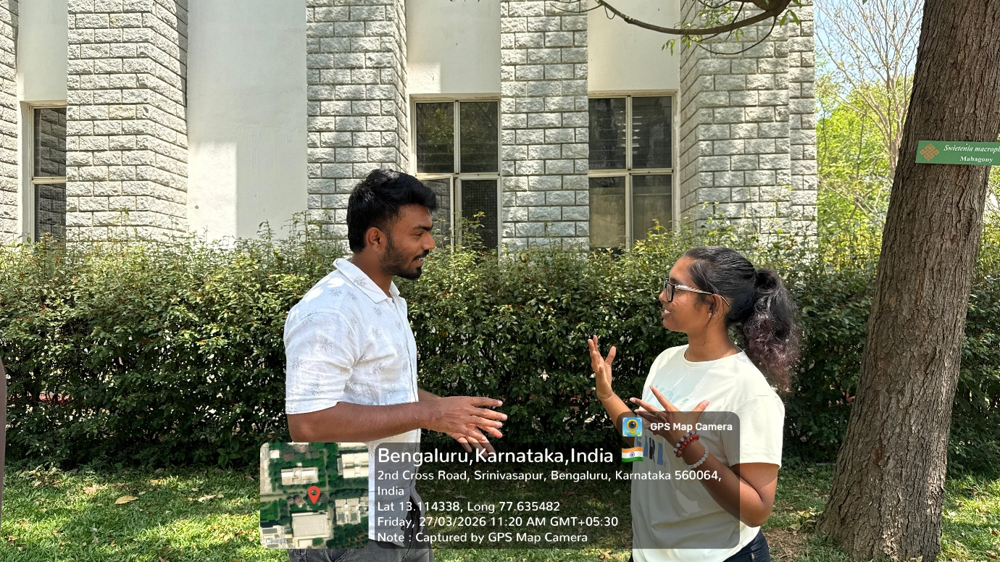 Swietenia
Mahagony
GPS Map Camera
Bengaluru,Karnataka,India
2nd Cross Road, Srinivasapur, Bengaluru, Karnataka 560064,
India
Lat 13.114338, Long 77.635482
Friday, 27/03/2026 11:20 AM GMT+05:30
Note : Captured by GPS Map Camera